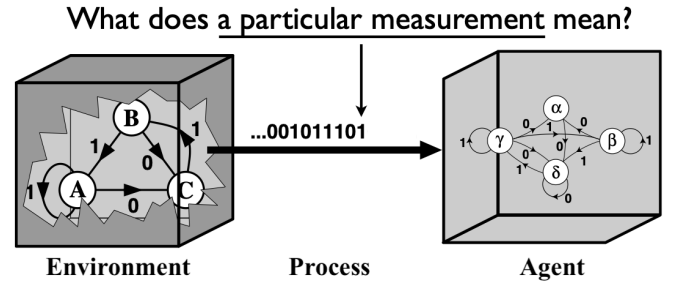 What does a particular measurement mean?
B
1
0
1
A
1
0
C
...001011101
α
0
0
1
γ
1
β
1
0
1
1
δ
0
Environment
Process
Agent